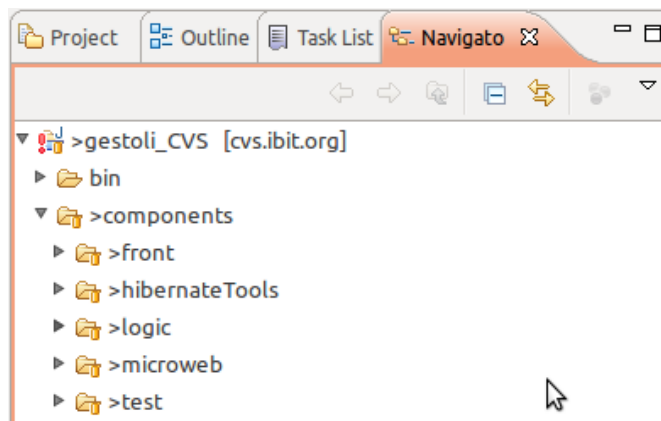 Project Outline Task List Navigato
>gestoli_CVS [cvs.ibit.org]
bin
>components
>front
>hibernateTools
>logic
>microweb
>test